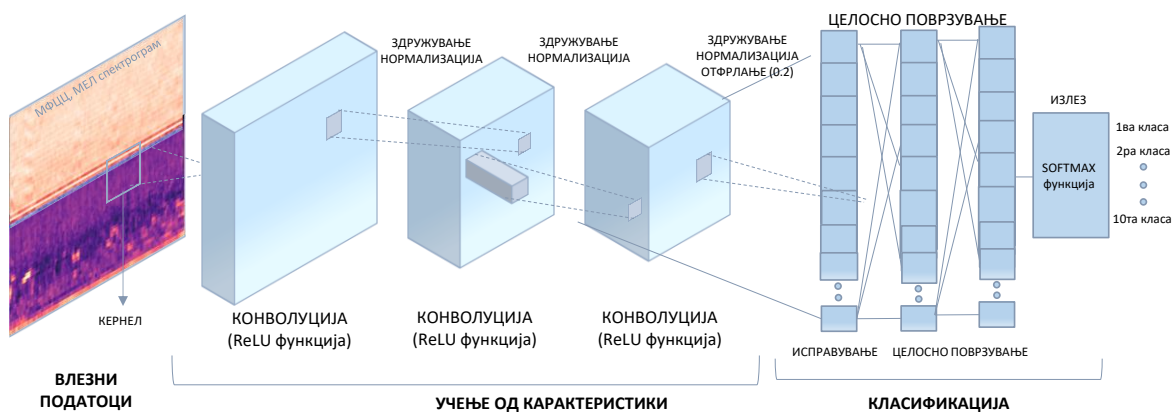 ЦЕЛОСНО ПОВРЗУВАЊЕ
ЗДРУЖУВАЊЕ
НОРМАЛИЗАЦИЈА
ЗДРУЖУВАЊЕ
НОРМАЛИЗАЦИЈА
ЗДРУЖУВАЊЕ
НОРМАЛИЗАЦИЈА
ОТФРЛАЊЕ (0.2)
МФЦЦ, МЕЛ спектрограм
ИЗЛЕЗ
1ва класа
2ра класа
10та класа
SOFTMAX
функција
КЕРНЕЛ
КОНВОЛУЦИЈА
(ReLU функција)
КОНВОЛУЦИЈА
(ReLU функција)
КОНВОЛУЦИЈА
(ReLU функција)
ИСПРАВУВАЊЕ
ЦЕЛОСНО ПОВРЗУВАЊЕ
ВЛЕЗНИ
ПОДАТОЦИ
УЧЕЊЕ ОД КАРАКТЕРИСТИКИ
КЛАСИФИКАЦИЈА